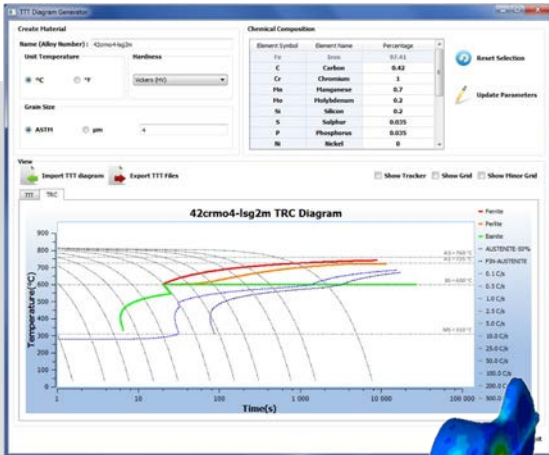 TTT Diagram Generator
Create Material
Name (Alloy Number) : 42crmo4-lsg2m
Unit Temperature
Hardness
°C
°F
Vickers (HV)
Grain Size
ASTM
µm
4
Chemical Composition
Element Symbol Element Name Percentage
Fe Iron
C Carbon 0.42
Cr Chromium 1
Mn Manganese 0.7
Mo Molybdenum 0.2
Si Silicon 0.2
S Sulphur 0.035
P Phosphorus 0.035
Ni Nickel 0
Reset Selection
Update Parameters
View
Import TTT diagram
Export TTT Files
Show Tracker
Show Grid
Show Minor Grid
TTT
TRC
42crmo4-lsg2m TRC Diagram
Temperature(°C)
900
800
700
600
500
400
300
200
100
0
1
10
100
1 000
10 000
100 000
Time(s)
Ferrite
Perlite
Bainite
AUSTENITE-50%
FIN-AUSTENITE
0.1 C/s
0.5 C/s
1.0 C/s
2.5 C/s
5.0 C/s
10.0 C/s
25.0 C/s
50.0 C/s
100.0 C/s
200.0